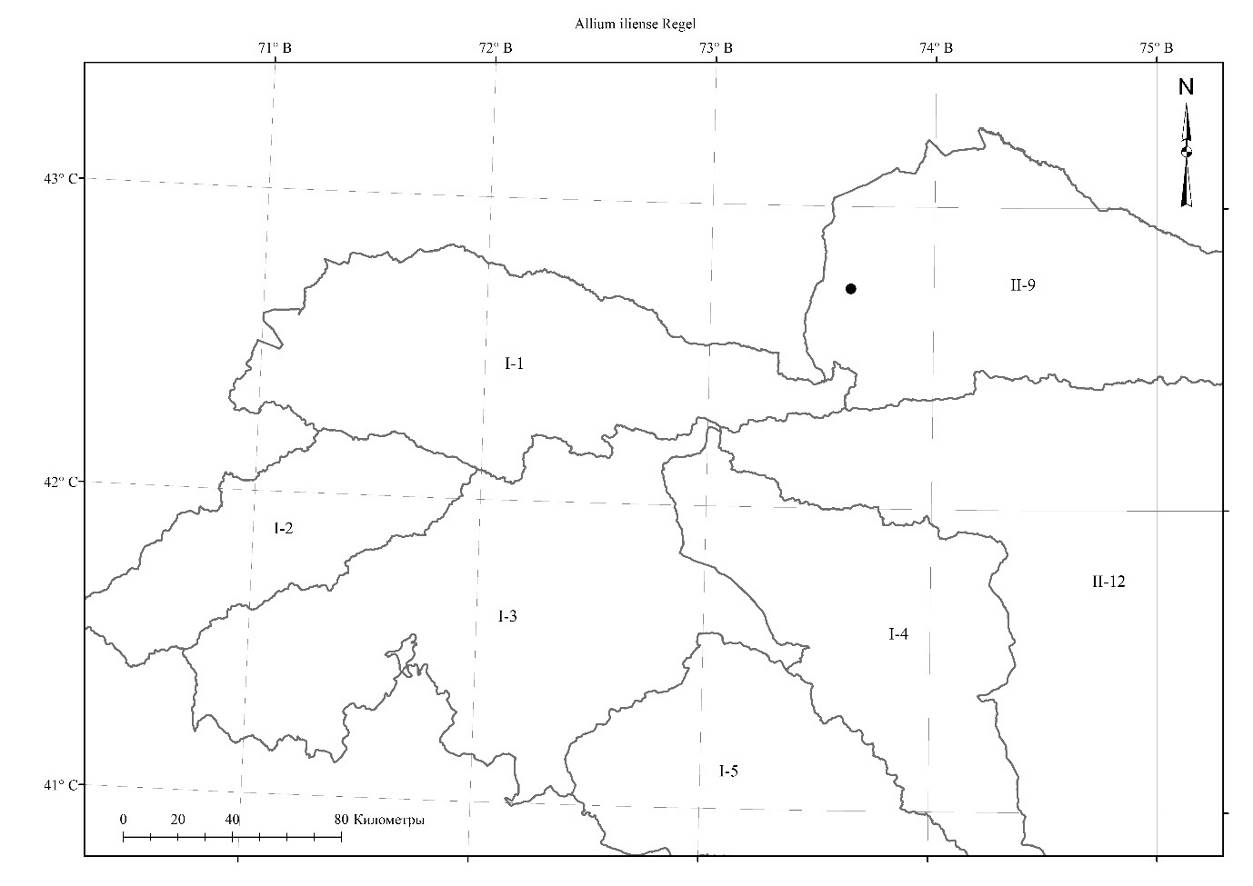 Allium iliense Regel
71° В 72° В 73° В 74° В 75° В
N
43° С
II-9
I-1
42° С
I-2
II-12
I-3
I-4
I-5
41° С
0 20 40 80 Километры